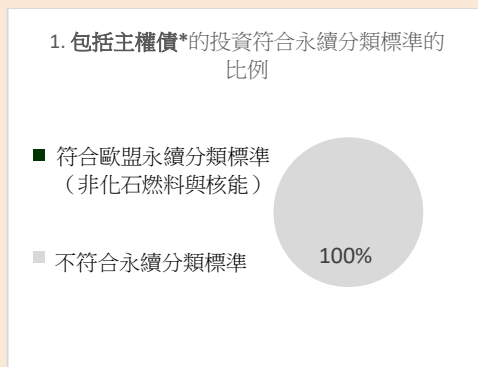 1. 包括主權債*的投資符合永續分類標準的
比例
符合歐盟永續分類標準
（非化石燃料與核能）
不符合永續分類標準
100%